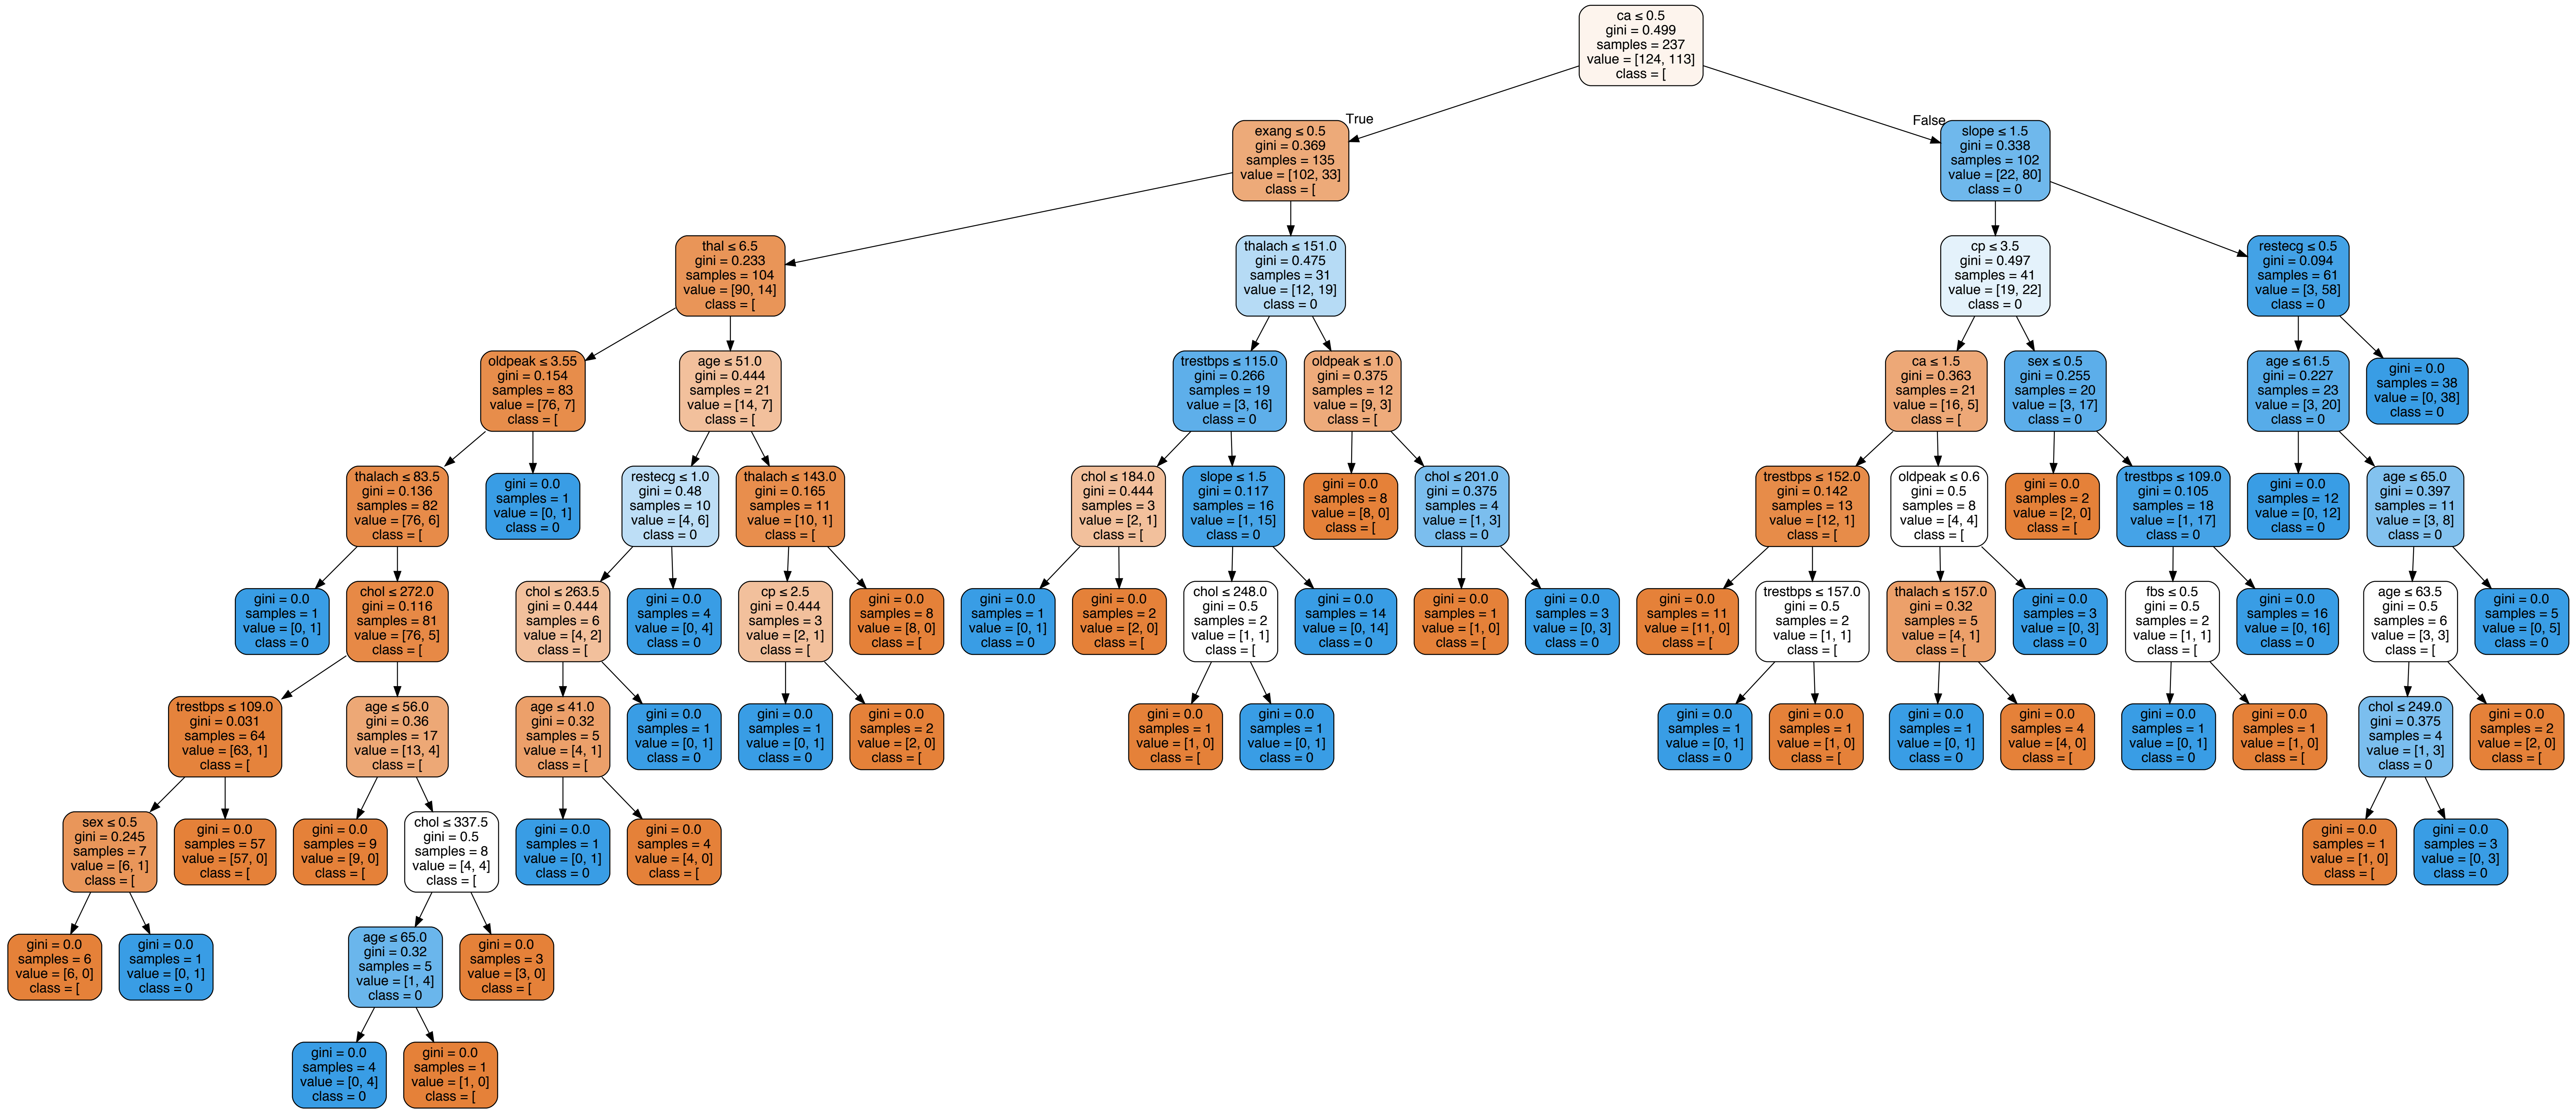 ca ≤ 0.5
gini = 0.499
samples = 237
value = [124, 113]
class = [
True
False
exang ≤ 0.5
gini = 0.369
samples = 135
value = [102, 33]
class = [
slope ≤ 1.5
gini = 0.338
samples = 102
value = [22, 80]
class = 0
thal ≤ 6.5
gini = 0.233
samples = 104
value = [90, 14]
class = [
thalach ≤ 151.0
gini = 0.475
samples = 31
value = [12, 19]
class = 0
cp ≤ 3.5
gini = 0.497
samples = 41
value = [19, 22]
class = 0
restecg ≤ 0.5
gini = 0.094
samples = 61
value = [3, 58]
class = 0
oldpeak ≤ 3.55
gini = 0.154
samples = 83
value = [76, 7]
class = [
age ≤ 51.0
gini = 0.444
samples = 21
value = [14, 7]
class = [
trestbps ≤ 115.0
gini = 0.266
samples = 19
value = [3, 16]
class = 0
oldpeak ≤ 1.0
gini = 0.375
samples = 12
value = [9, 3]
class = [
ca ≤ 1.5
gini = 0.363
samples = 21
value = [16, 5]
class = [
sex ≤ 0.5
gini = 0.255
samples = 20
value = [3, 17]
class = 0
age ≤ 61.5
gini = 0.227
samples = 23
value = [3, 20]
class = 0
gini = 0.0
samples = 38
value = [0, 38]
class = 0
thalach ≤ 83.5
gini = 0.136
samples = 82
value = [76, 6]
class = [
gini = 0.0
samples = 1
value = [0, 1]
class = 0
restecg ≤ 1.0
gini = 0.48
samples = 10
value = [4, 6]
class = 0
thalach ≤ 143.0
gini = 0.165
samples = 11
value = [10, 1]
class = [
chol ≤ 184.0
gini = 0.444
samples = 3
value = [2, 1]
class = [
slope ≤ 1.5
gini = 0.117
samples = 16
value = [1, 15]
class = 0
gini = 0.0
samples = 8
value = [8, 0]
class = [
chol ≤ 201.0
gini = 0.375
samples = 4
value = [1, 3]
class = 0
trestbps ≤ 152.0
gini = 0.142
samples = 13
value = [12, 1]
class = [
oldpeak ≤ 0.6
gini = 0.5
samples = 8
value = [4, 4]
class = [
gini = 0.0
samples = 2
value = [2, 0]
class = [
trestbps ≤ 109.0
gini = 0.105
samples = 18
value = [1, 17]
class = 0
gini = 0.0
samples = 12
value = [0, 12]
class = 0
age ≤ 65.0
gini = 0.397
samples = 11
value = [3, 8]
class = 0
gini = 0.0
samples = 1
value = [0, 1]
class = 0
chol ≤ 272.0
gini = 0.116
samples = 81
value = [76, 5]
class = [
chol ≤ 263.5
gini = 0.444
samples = 6
value = [4, 2]
class = [
gini = 0.0
samples = 4
value = [0, 4]
class = 0
cp ≤ 2.5
gini = 0.444
samples = 3
value = [2, 1]
class = [
gini = 0.0
samples = 8
value = [8, 0]
class = [
gini = 0.0
samples = 1
value = [0, 1]
class = 0
gini = 0.0
samples = 2
value = [2, 0]
class = [
chol ≤ 248.0
gini = 0.5
samples = 2
value = [1, 1]
class = [
gini = 0.0
samples = 14
value = [0, 14]
class = 0
gini = 0.0
samples = 1
value = [1, 0]
class = [
gini = 0.0
samples = 3
value = [0, 3]
class = 0
gini = 0.0
samples = 11
value = [11, 0]
class = [
trestbps ≤ 157.0
gini = 0.5
samples = 2
value = [1, 1]
class = [
thalach ≤ 157.0
gini = 0.32
samples = 5
value = [4, 1]
class = [
gini = 0.0
samples = 3
value = [0, 3]
class = 0
fbs ≤ 0.5
gini = 0.5
samples = 2
value = [1, 1]
class = [
gini = 0.0
samples = 16
value = [0, 16]
class = 0
age ≤ 63.5
gini = 0.5
samples = 6
value = [3, 3]
class = [
gini = 0.0
samples = 5
value = [0, 5]
class = 0
trestbps ≤ 109.0
gini = 0.031
samples = 64
value = [63, 1]
class = [
age ≤ 56.0
gini = 0.36
samples = 17
value = [13, 4]
class = [
age ≤ 41.0
gini = 0.32
samples = 5
value = [4, 1]
class = [
gini = 0.0
samples = 1
value = [0, 1]
class = 0
gini = 0.0
samples = 1
value = [0, 1]
class = 0
gini = 0.0
samples = 2
value = [2, 0]
class = [
gini = 0.0
samples = 1
value = [1, 0]
class = [
gini = 0.0
samples = 1
value = [0, 1]
class = 0
gini = 0.0
samples = 1
value = [0, 1]
class = 0
gini = 0.0
samples = 1
value = [1, 0]
class = [
gini = 0.0
samples = 1
value = [0, 1]
class = 0
gini = 0.0
samples = 4
value = [4, 0]
class = [
gini = 0.0
samples = 1
value = [0, 1]
class = 0
gini = 0.0
samples = 1
value = [1, 0]
class = [
chol ≤ 249.0
gini = 0.375
samples = 4
value = [1, 3]
class = 0
gini = 0.0
samples = 2
value = [2, 0]
class = [
sex ≤ 0.5
gini = 0.245
samples = 7
value = [6, 1]
class = [
gini = 0.0
samples = 57
value = [57, 0]
class = [
gini = 0.0
samples = 9
value = [9, 0]
class = [
chol ≤ 337.5
gini = 0.5
samples = 8
value = [4, 4]
class = [
gini = 0.0
samples = 1
value = [0, 1]
class = 0
gini = 0.0
samples = 4
value = [4, 0]
class = [
gini = 0.0
samples = 1
value = [1, 0]
class = [
gini = 0.0
samples = 3
value = [0, 3]
class = 0
gini = 0.0
samples = 6
value = [6, 0]
class = [
gini = 0.0
samples = 1
value = [0, 1]
class = 0
age ≤ 65.0
gini = 0.32
samples = 5
value = [1, 4]
class = 0
gini = 0.0
samples = 3
value = [3, 0]
class = [
gini = 0.0
samples = 4
value = [0, 4]
class = 0
gini = 0.0
samples = 1
value = [1, 0]
class = [